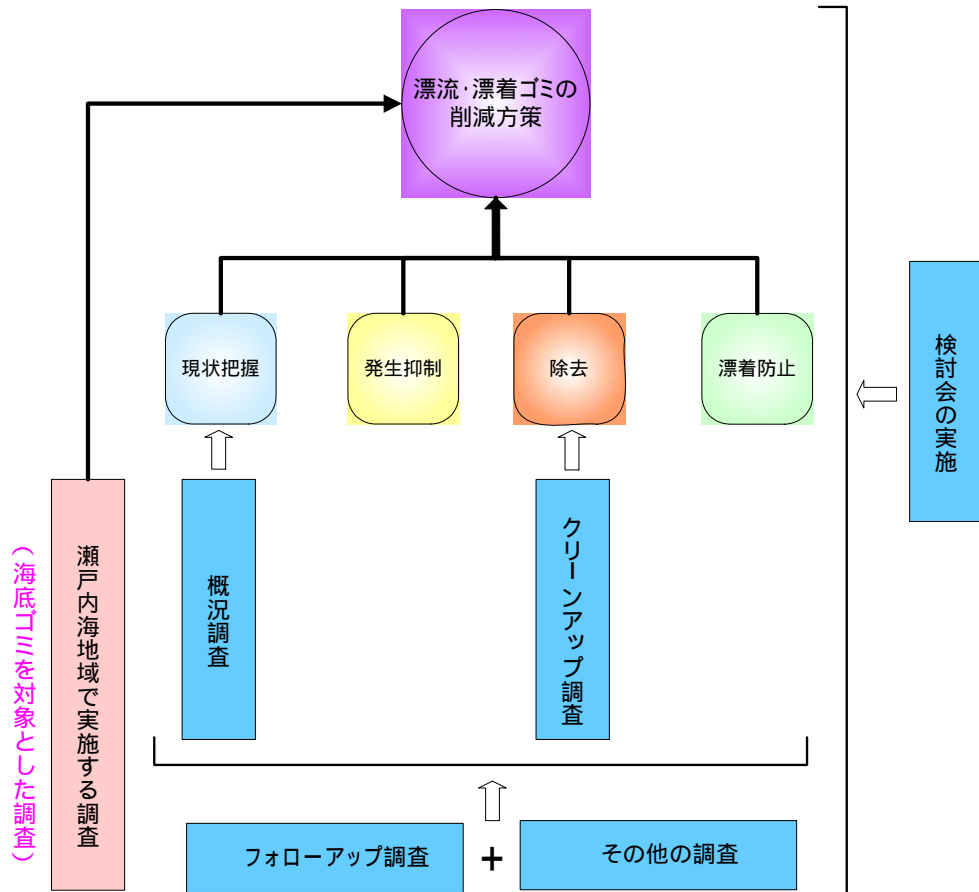 漂流・漂着ゴミの
削減方策
現状把握
発生抑制
除去
漂着防止
検討会の実施
概況調査
クリーンアップ調査
瀬戸内海地域で実施する調査
(海底ゴミを対象とした調査)
フォローアップ調査
+
その他の調査